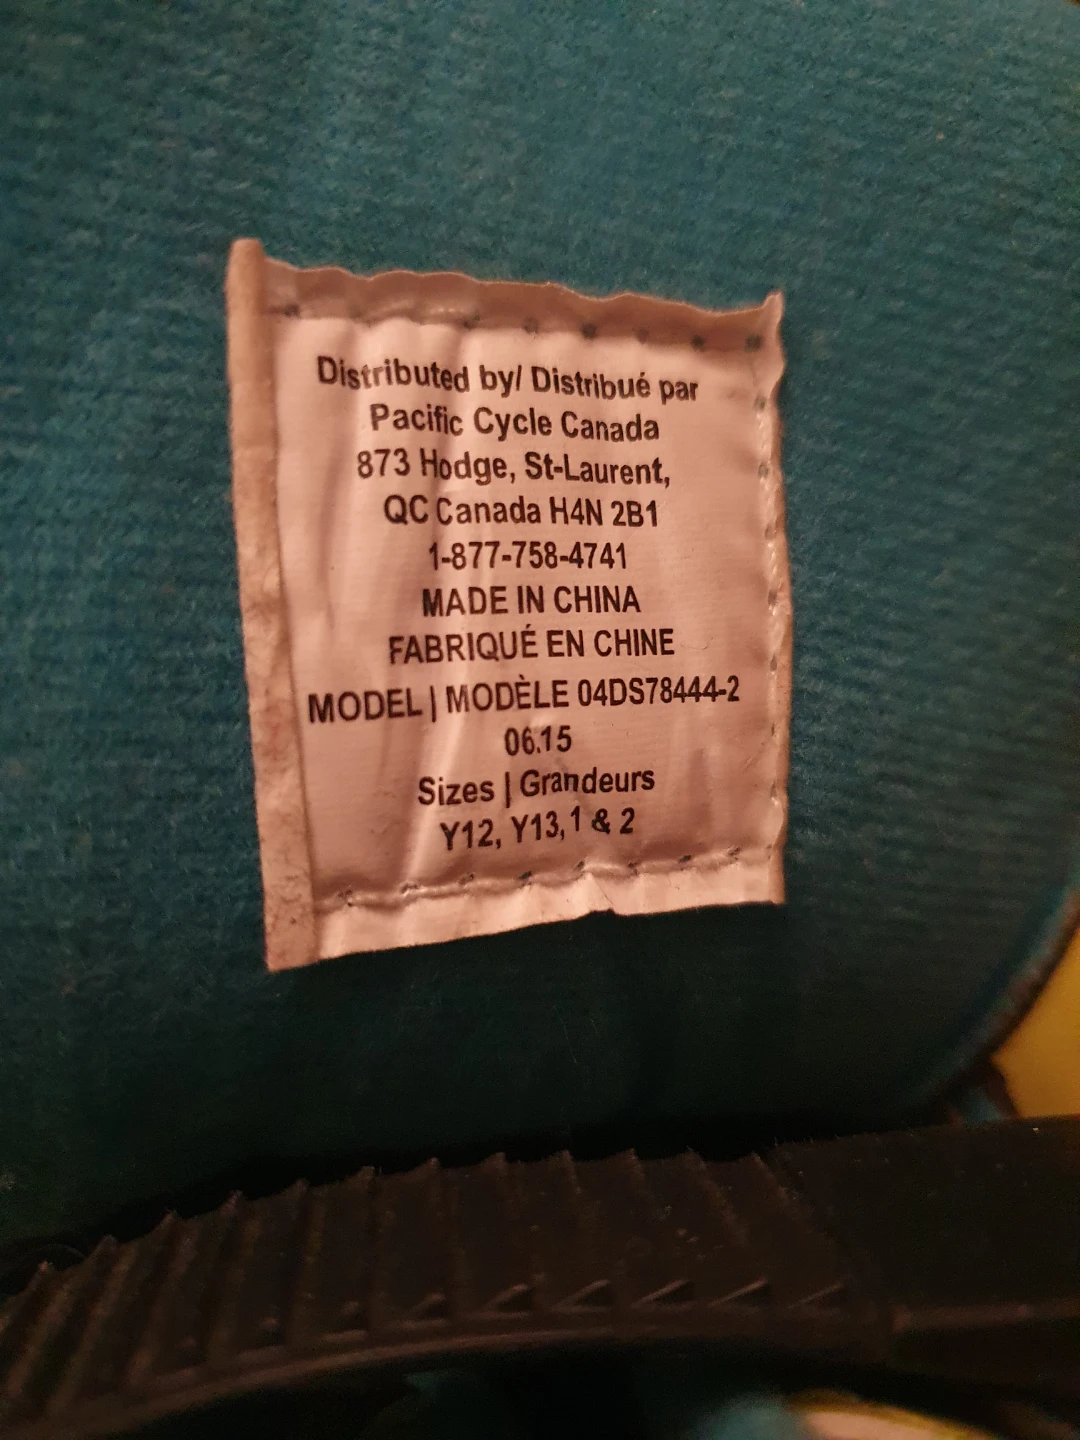 Distributed by/ Distribué par
Pacific Cycle Canada
873 Hodge, St-Laurent,
QC Canada H4N 2B1
1-877-758-4741
MADE IN CHINA
FABRIQUÉ EN CHINE
MODEL | MODÈLE 04DS78444-2
06.15
Sizes | Grandeurs
Y12, Y13, 1 & 2